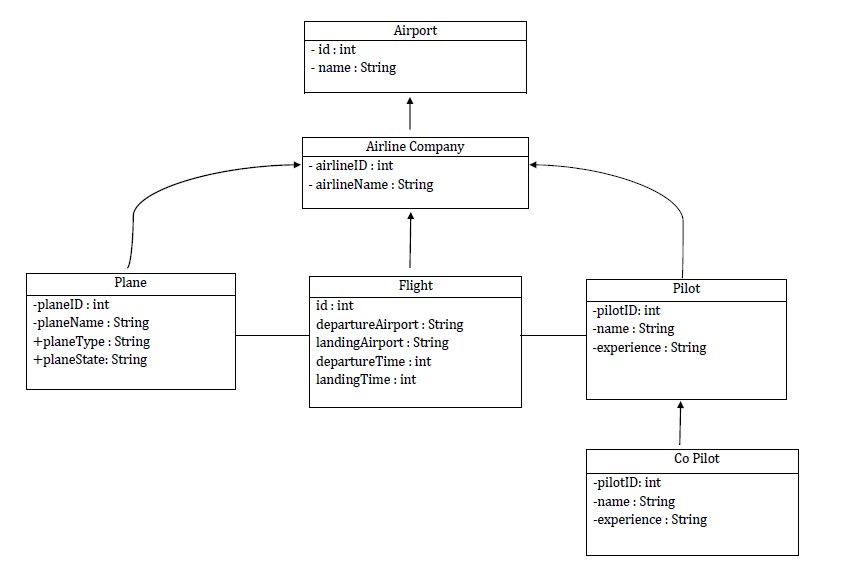 Airport
- id : int
- name : String
Airline Company
- airlineID : int
- airlineName : String
Plane
-planeID : int
-planeName : String
+planeType : String
+planeState: String
Flight
id : int
departureAirport : String
landingAirport : String
departureTime : int
landingTime : int
Pilot
-pilotID: int
-name : String
-experience : String
Co Pilot
-pilotID: int
-name : String
-experience : String